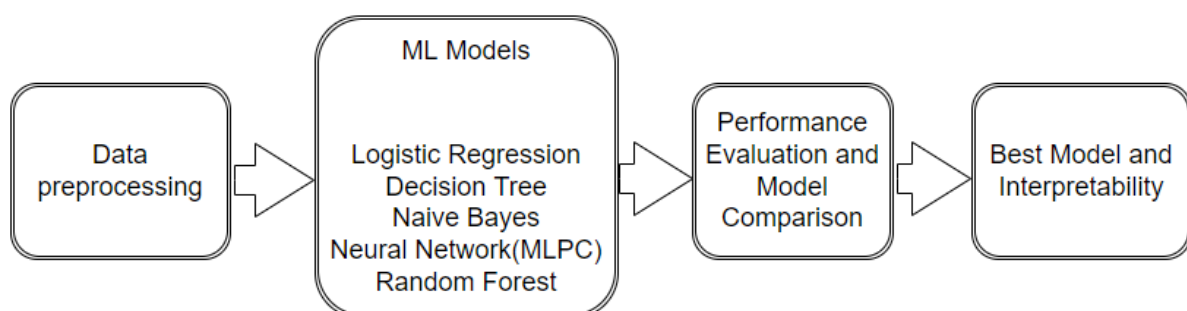 Data
preprocessing
ML Models
Logistic Regression
Decision Tree
Naive Bayes
Neural Network(MLPC)
Random Forest
Performance
Evaluation and
Model
Comparison
Best Model and
Interpretability